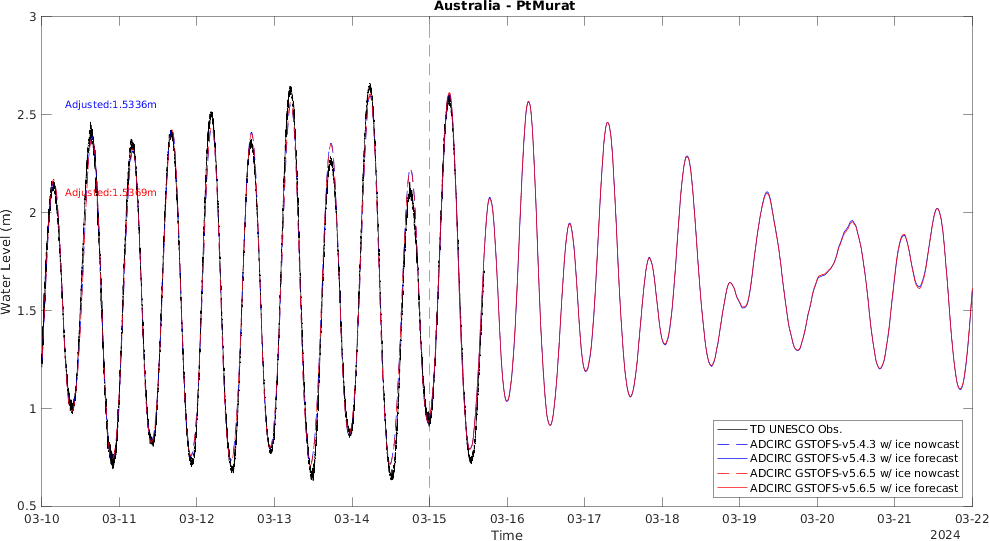 Australia - PtMurat
3
2.5
2
1.5
1
0.5
Water Level (m)
Adjusted:1.5336m
Adjusted:1.5369m
TD UNESCO Obs.
ADCIRC GSTOFS-v5.4.3 w/ ice nowcast
ADCIRC GSTOFS-v5.4.3 w/ ice forecast
ADCIRC GSTOFS-v5.6.5 w/ ice nowcast
ADCIRC GSTOFS-v5.6.5 w/ ice forecast
03-10 03-11 03-12 03-13 03-14 03-15 03-16 03-17 03-18 03-19 03-20 03-21 03-22
Time
2024